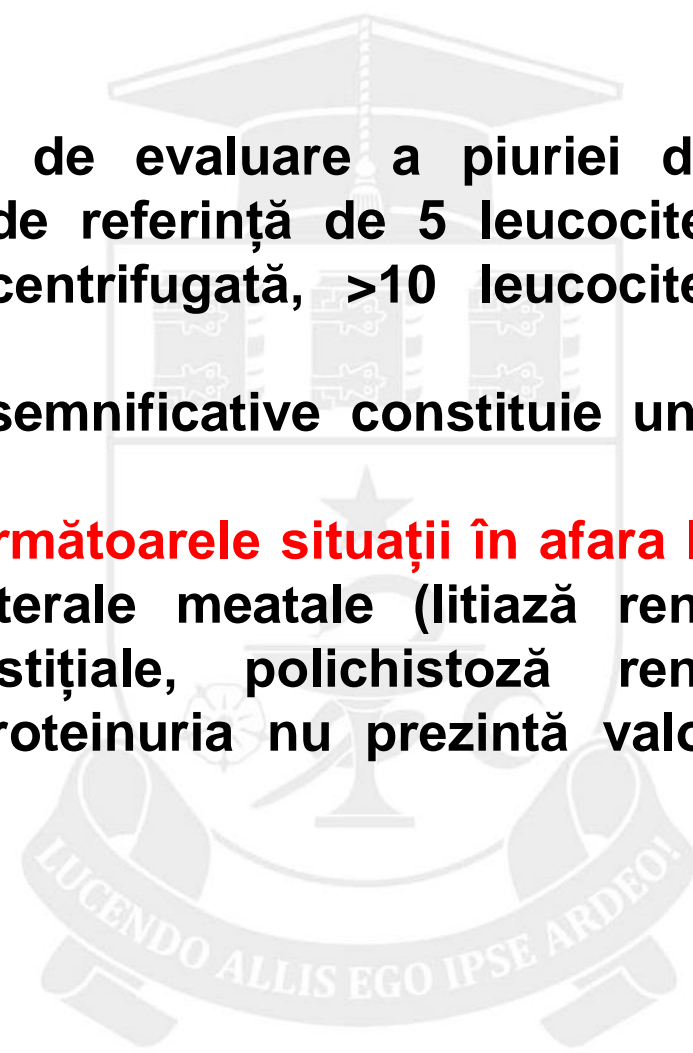 de evaluare a piuriei d
de referință de 5 leucocite
centrifugată, >10 leucocite
semnificative constituie un
rmătoarele situații în afara
terale meatale (litiază ren
stițiale, polichistoză ren
roteinuria nu prezintă valo
LUCENDO ALLIS EGO IPSE ARDEO!